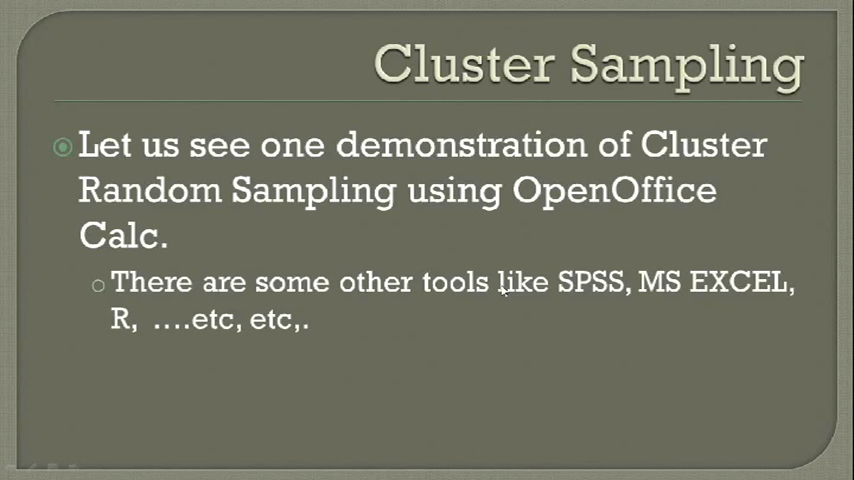 Cluster Sampling
Let us see one demonstration of Cluster
Random Sampling using OpenOffice
Calc.
There are some other tools like SPSS, MS EXCEL,
R,  ....etc, etc,.